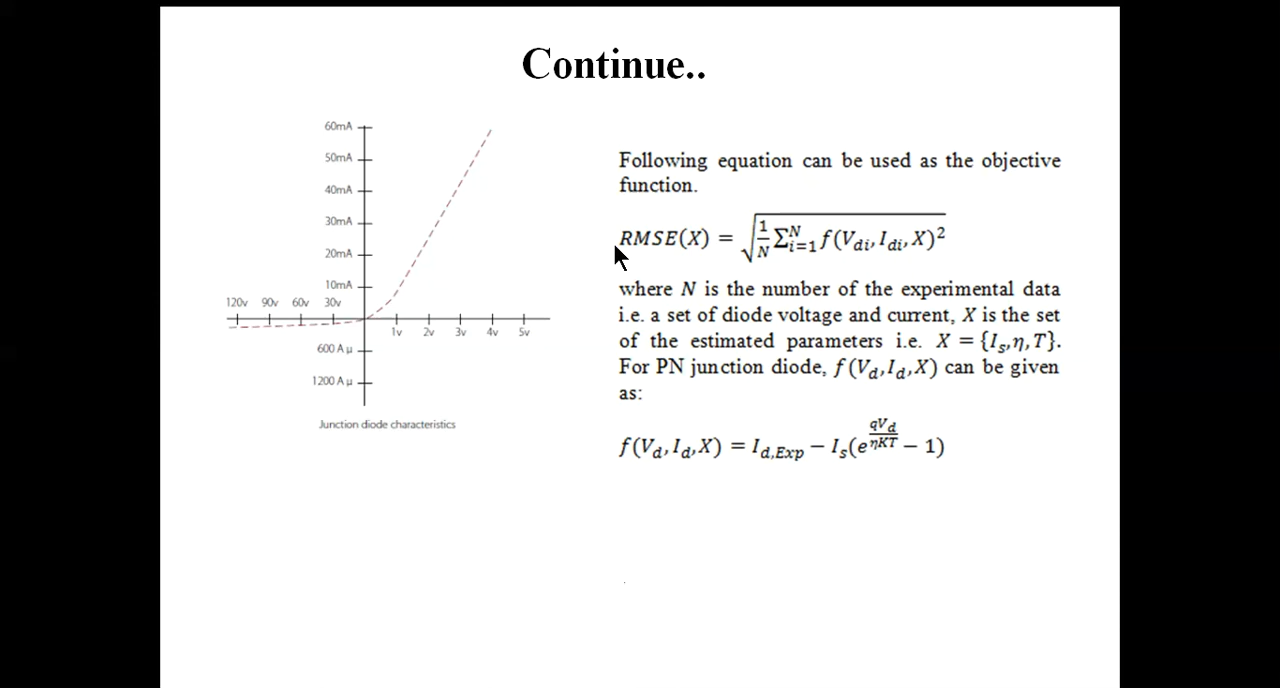 Continue..
60mA
50mA
40mA
30mA
20mA
10mA
120v 90v 60v 30v
1v 2v 3v 4v 5v
600 A µ
1200 A µ
Junction diode characteristics
Following equation can be used as the objective
function.
RMSE(X) = √(1/N Σ_{i=1}^{N} f(V_{di}, I_{di}, X)²)
where N is the number of the experimental data
i.e. a set of diode voltage and current, X is the set
of the estimated parameters i.e. X = {I_s, η, T}.
For PN junction diode, f(V_d, I_d, X) can be given
as:
f(V_d, I_d, X) = I_{d,Exp} − I_s(e^{qV_d/ηKT} − 1)